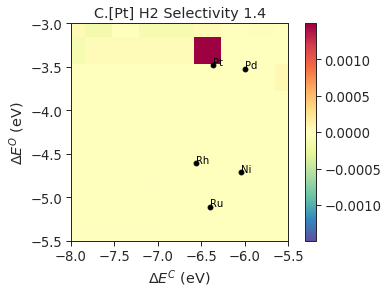 C.[Pt] H2 Selectivity 1.4
−3.0
−3.5
−4.0
−4.5
−5.0
−5.5
ΔE^O (eV)
Pt
Pd
Rh
Ni
Ru
−8.0 −7.5 −7.0 −6.5 −6.0 −5.5
ΔE^C (eV)
0.0010
0.0005
0.0000
−0.0005
−0.0010